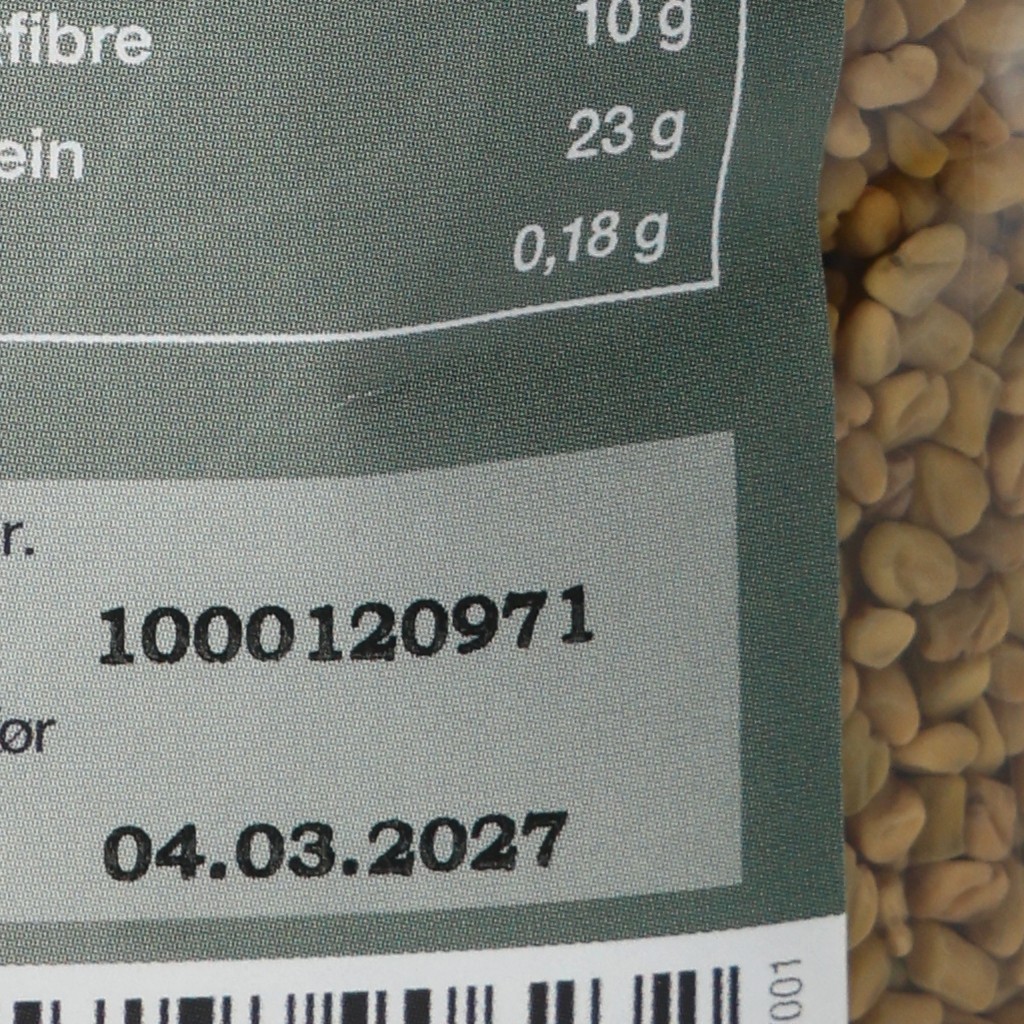 fibre 10 g
ein 23 g
0,18 g
r.
1000120971
ør
04.03.2027
001